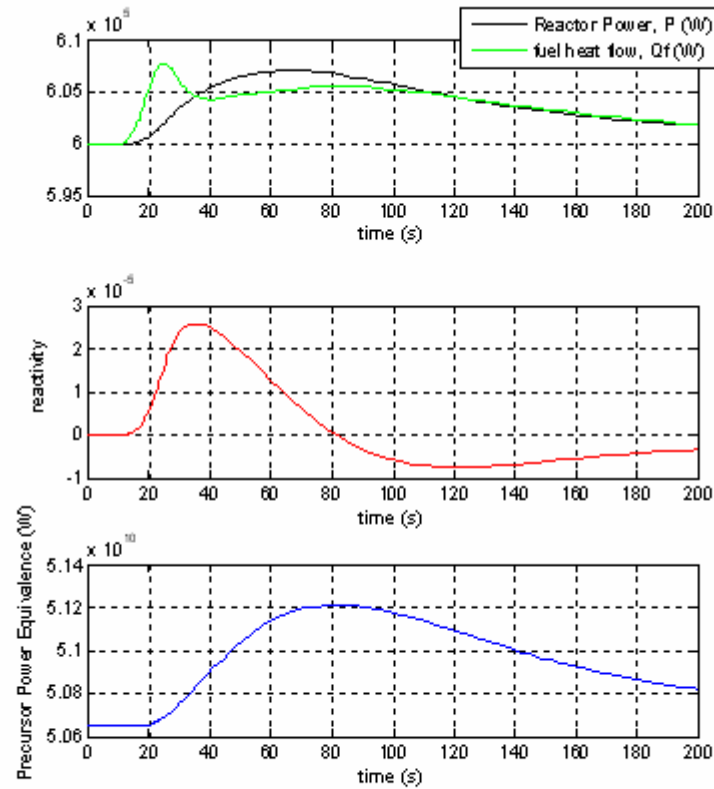 x 10
6.1
6.05
6
5.95
Reactor Power, P (W)
fuel heat flow, Qf (W)
0 20 40 60 80 100 120 140 160 180 200
time (s)
x 10⁻⁵
3
2
1
0
-1
reactivity
0 20 40 60 80 100 120 140 160 180 200
time (s)
x 10¹⁰
5.14
5.12
5.1
5.08
5.06
Precursor Power Equivalence (W)
0 20 40 60 80 100 120 140 160 180 200
time (s)